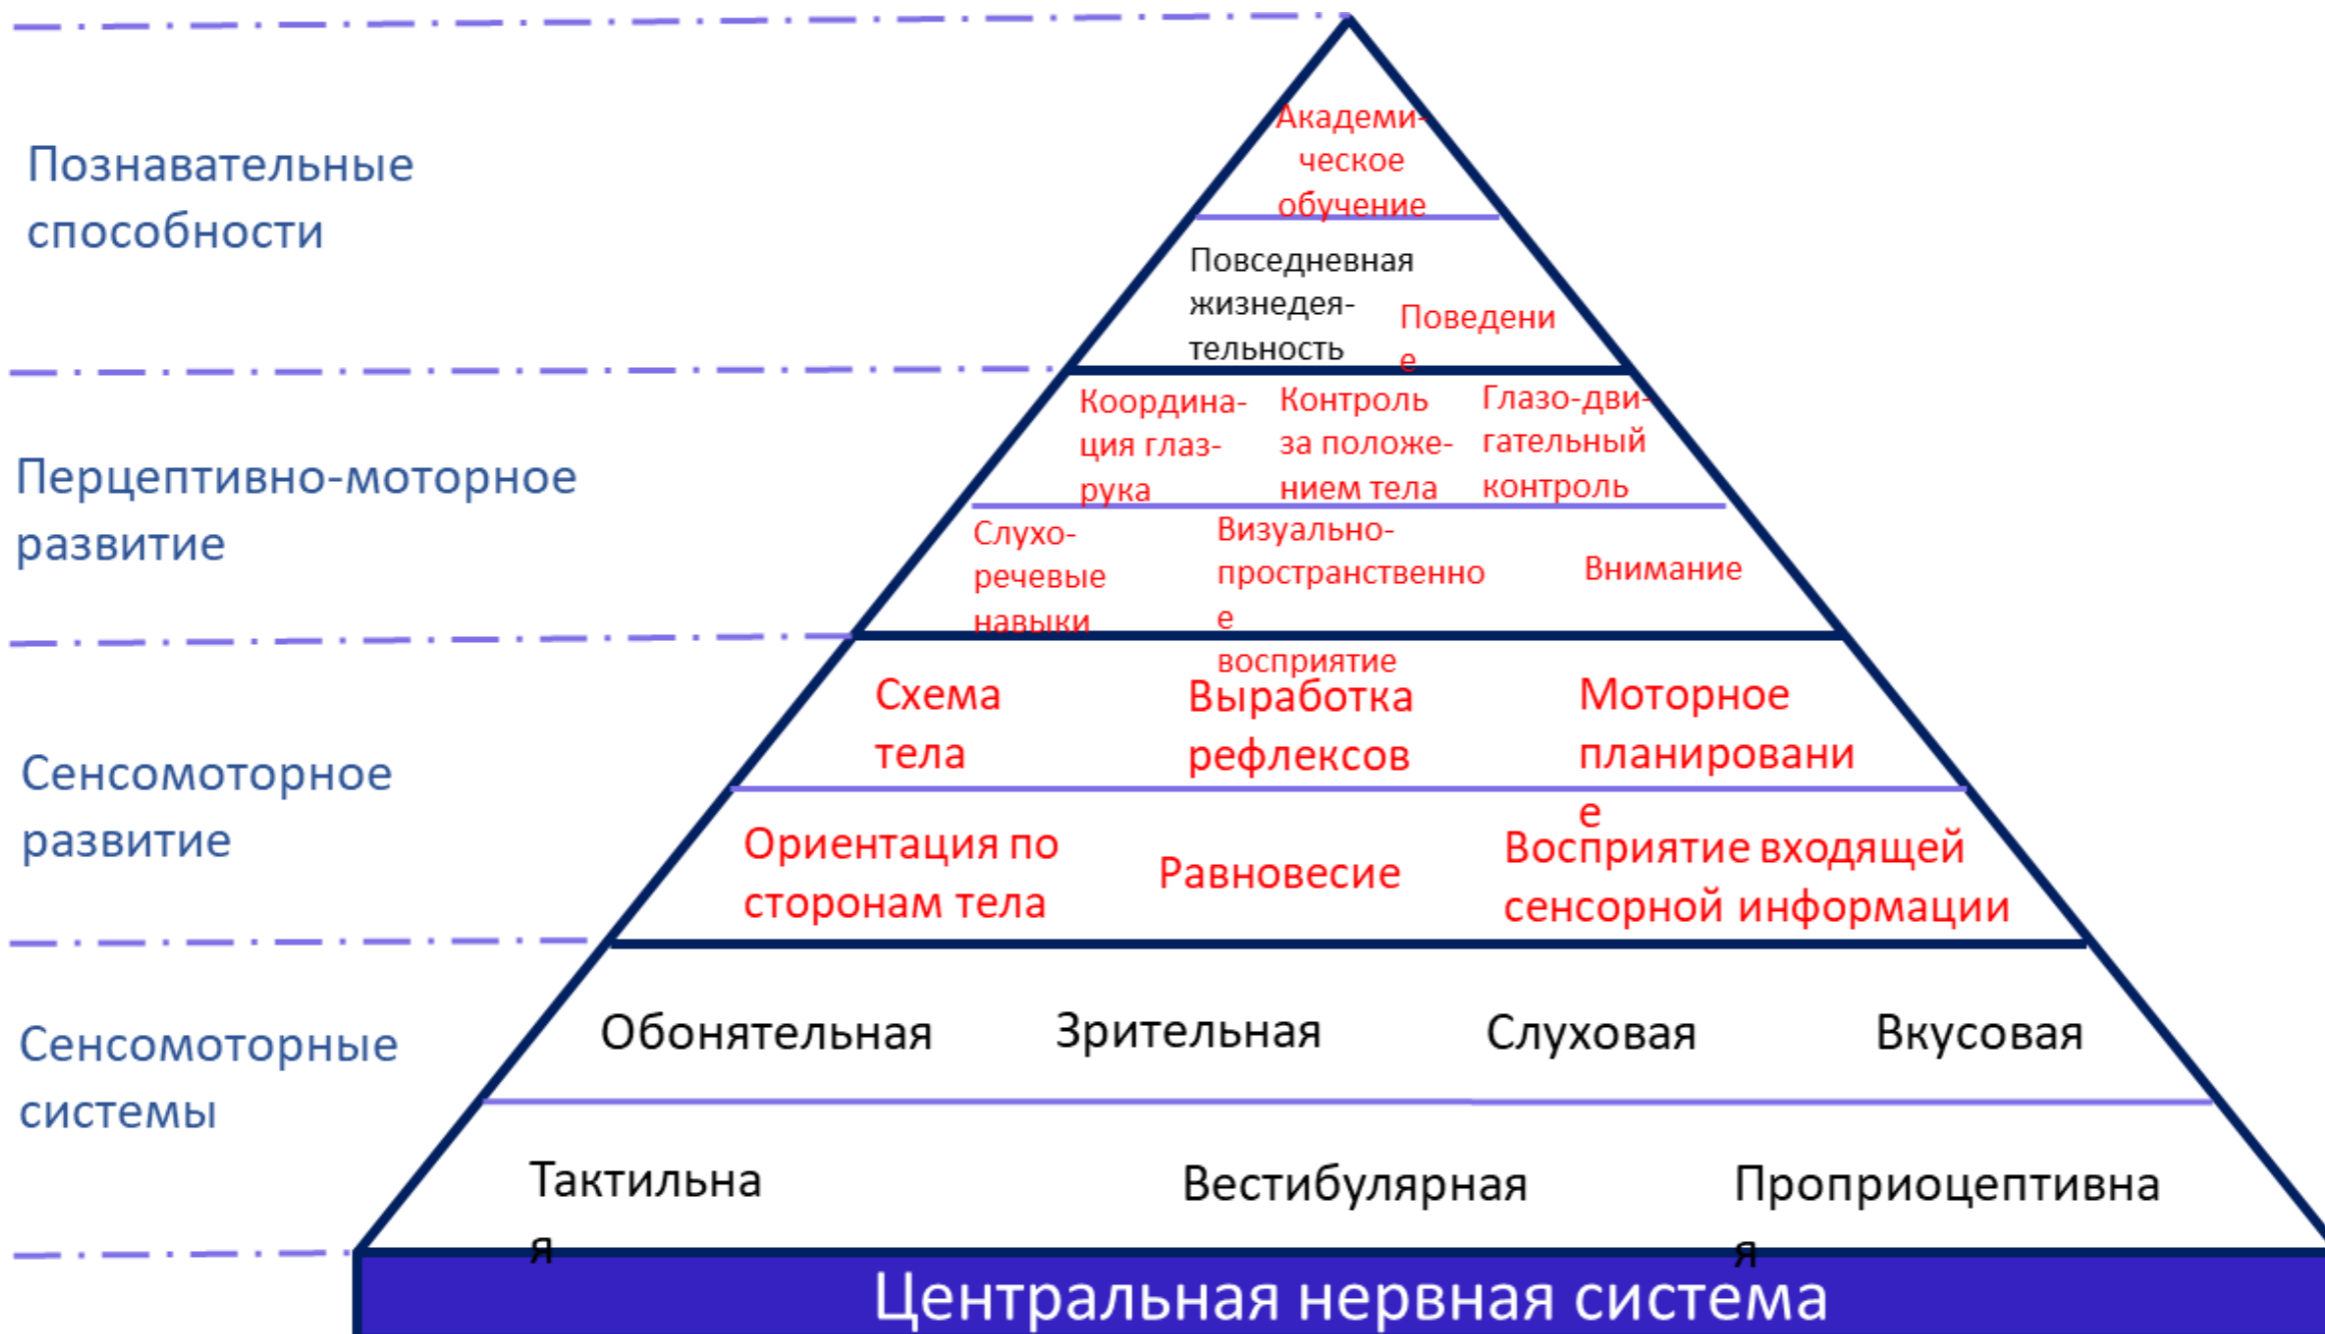 Познавательные
способности
Академи-
ческое
обучение
Повседневная
жизнедея-
тельность
Поведени
е
Перцептивно-моторное
развитие
Координа-
ция глаз-
рука
Контроль
за положе-
нием тела
Глазо-дви-
гательный
контроль
Слухо-
речевые
навыки
Визуально-
пространственно
е
восприятие
Внимание
Сенсомоторное
развитие
Схема
тела
Выработка
рефлексов
Моторное
планировани
е
Ориентация по
сторонам тела
Равновесие
Восприятие входящей
сенсорной информации
Сенсомоторные
системы
Обонятельная
Зрительная
Слуховая
Вкусовая
Тактильна
я
Вестибулярная
Проприоцептивна
я
Центральная нервная система